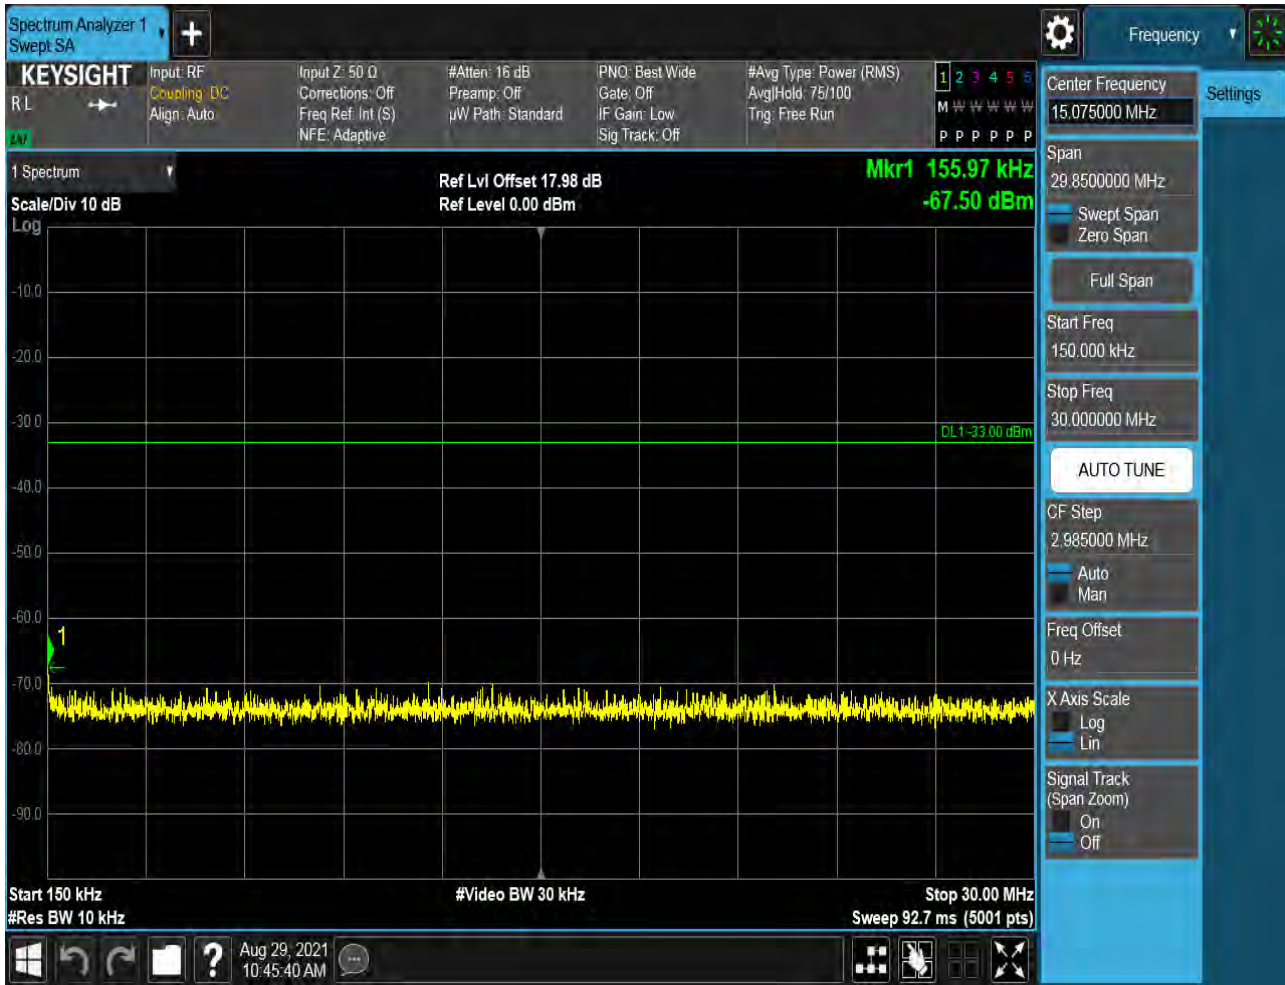 Spectrum Analyzer 1
Swept SA
+
Frequency
KEYSIGHT
R L
LXI
Input: RF
Coupling: DC
Align: Auto
Input Z: 50 Ω
Corrections: Off
Freq Ref: Int (S)
NFE: Adaptive
#Atten: 16 dB
Preamp: Off
µW Path: Standard
PNO: Best Wide
Gate: Off
IF Gain: Low
Sig Track: Off
#Avg Type: Power (RMS)
Avg|Hold: 75/100
Trig: Free Run
1 2 3 4 5 6
M W W W W W
P P P P P P
1 Spectrum
Scale/Div 10 dB
Log
Ref Lvl Offset 17.98 dB
Ref Level 0.00 dBm
Mkr1 155.97 kHz
-67.50 dBm
-10.0
-20.0
-30.0
DL1 -33.00 dBm
-40.0
-50.0
-60.0
1
-70.0
-80.0
-90.0
Start 150 kHz
#Video BW 30 kHz
Stop 30.00 MHz
#Res BW 10 kHz
Sweep 92.7 ms (5001 pts)
?
Aug 29, 2021
10:45:40 AM
Center Frequency
15.075000 MHz
Settings
Span
29.8500000 MHz
Swept Span
Zero Span
Full Span
Start Freq
150.000 kHz
Stop Freq
30.000000 MHz
AUTO TUNE
CF Step
2.985000 MHz
Auto
Man
Freq Offset
0 Hz
X Axis Scale
Log
Lin
Signal Track
(Span Zoom)
On
Off